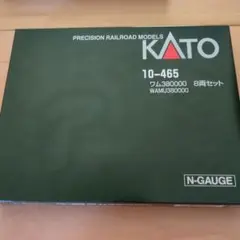 PRECISION RAILROAD MODELS
KATO
10-465
ワム380000 8両セット
WAMU380000
N-GAUGE